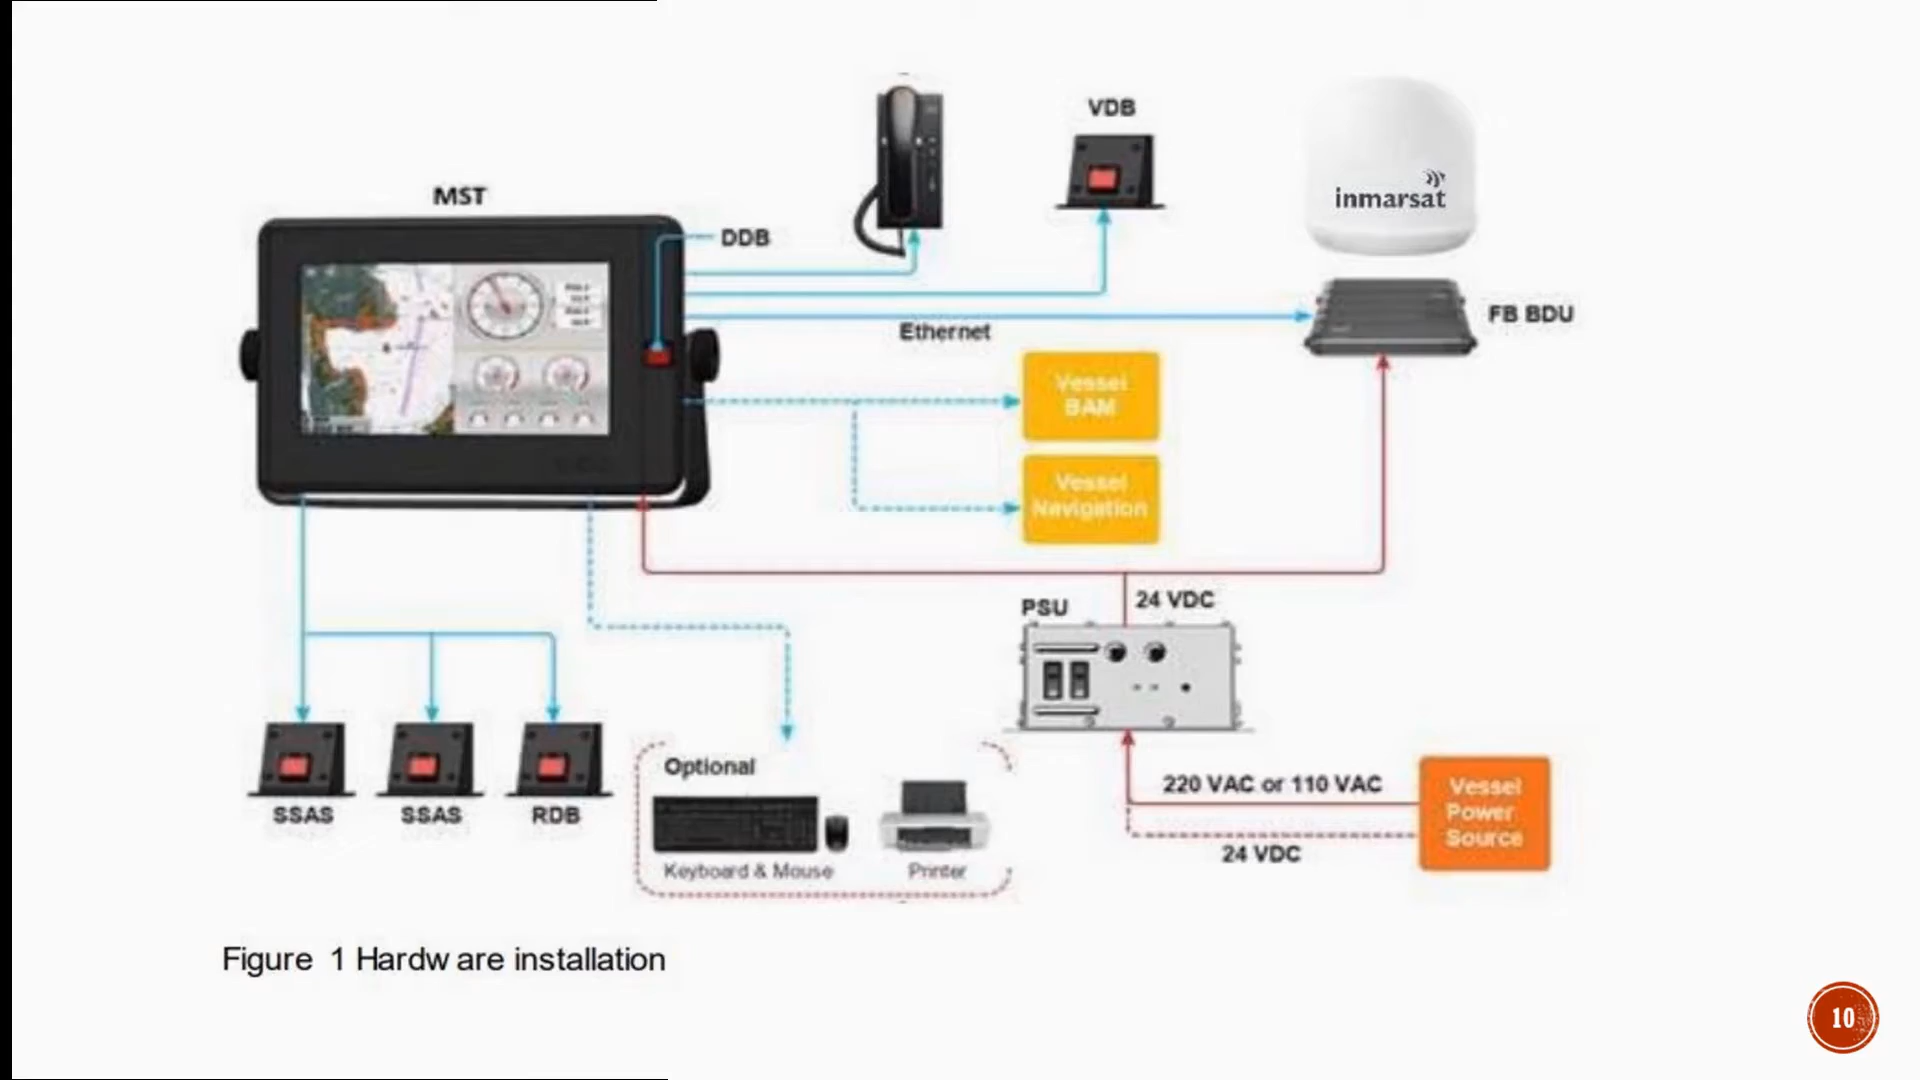 VDB
inmarsat
MST
DDB
FB BDU
Ethernet
Vessel
BAM
Vessel
Navigation
PSU
24 VDC
Optional
220 VAC or 110 VAC
Vessel
Power
Source
SSAS
SSAS
RDB
24 VDC
Keyboard & Mouse
Printer
Figure 1 Hardw are installation
10